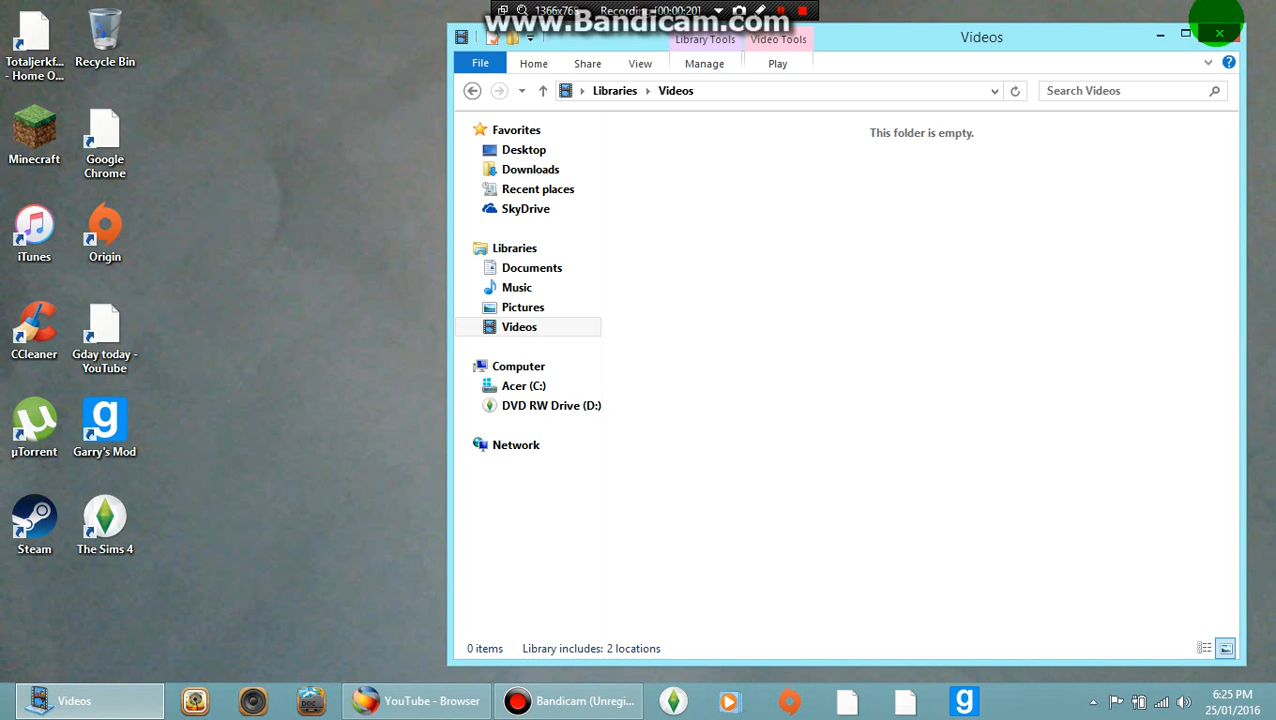 1366x768 Recording [00:00:20]
www.Bandicam.com
Library Tools Video Tools Videos
File Home Share View Manage Play
Libraries Videos Search Videos
This folder is empty.
Favorites
Desktop
Downloads
Recent places
SkyDrive
Libraries
Documents
Music
Pictures
Videos
Computer
Acer (C:)
DVD RW Drive (D:)
Network
0 items Library includes: 2 locations
Totaljerkf...
- Home O...
Recycle Bin
Minecraft
Google
Chrome
iTunes
Origin
CCleaner
Gday today -
YouTube
µTorrent
Garry's Mod
Steam
The Sims 4
Videos
DOC
YouTube - Browser
Bandicam (Unregi...
6:25 PM
25/01/2016